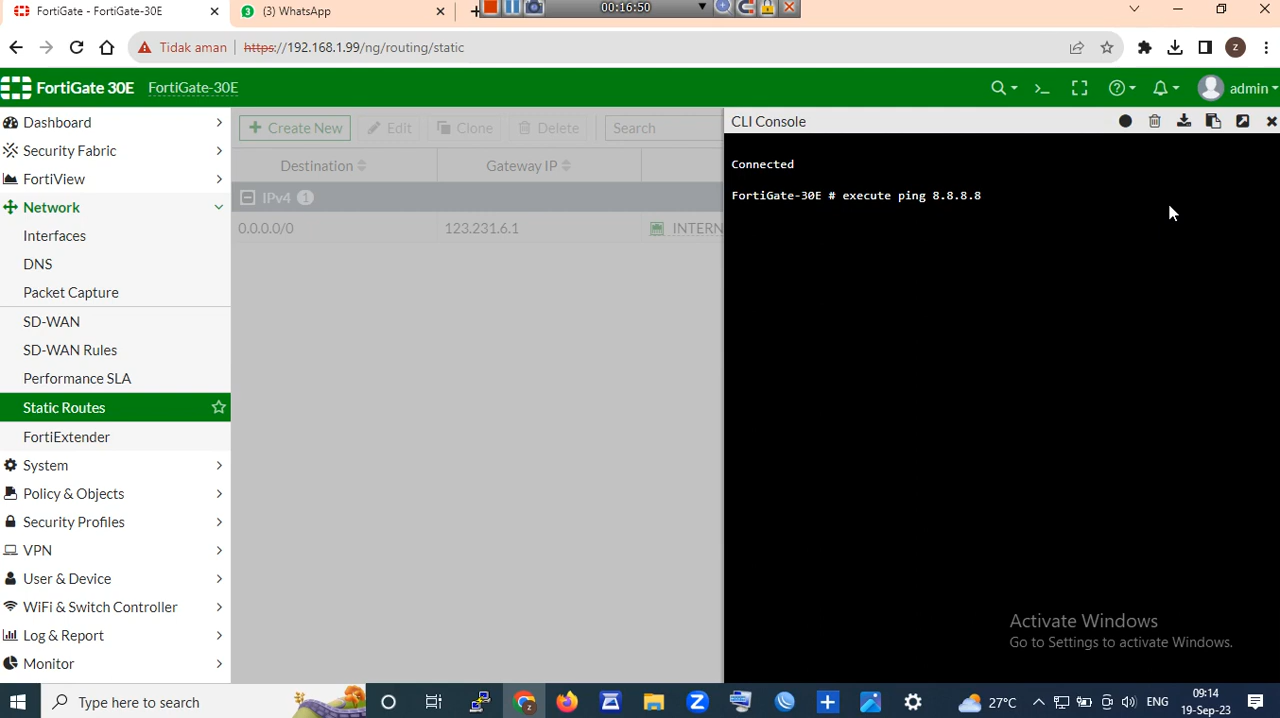 FortiGate - FortiGate-30E
(3) WhatsApp
3
00:16:50
Tidak aman
https://192.168.1.99/ng/routing/static
z
FortiGate 30E
FortiGate-30E
admin
Dashboard
Security Fabric
FortiView
Network
Interfaces
DNS
Packet Capture
SD-WAN
SD-WAN Rules
Performance SLA
Static Routes
FortiExtender
System
Policy & Objects
Security Profiles
VPN
User & Device
WiFi & Switch Controller
Log & Report
Monitor
Create New
Edit
Clone
Delete
Search
Destination
Gateway IP
IPv4 1
0.0.0.0/0
123.231.6.1
INTERN
CLI Console
Connected
FortiGate-30E # execute ping 8.8.8.8
Activate Windows
Go to Settings to activate Windows.
Type here to search
27°C
ENG
09:14
19-Sep-23